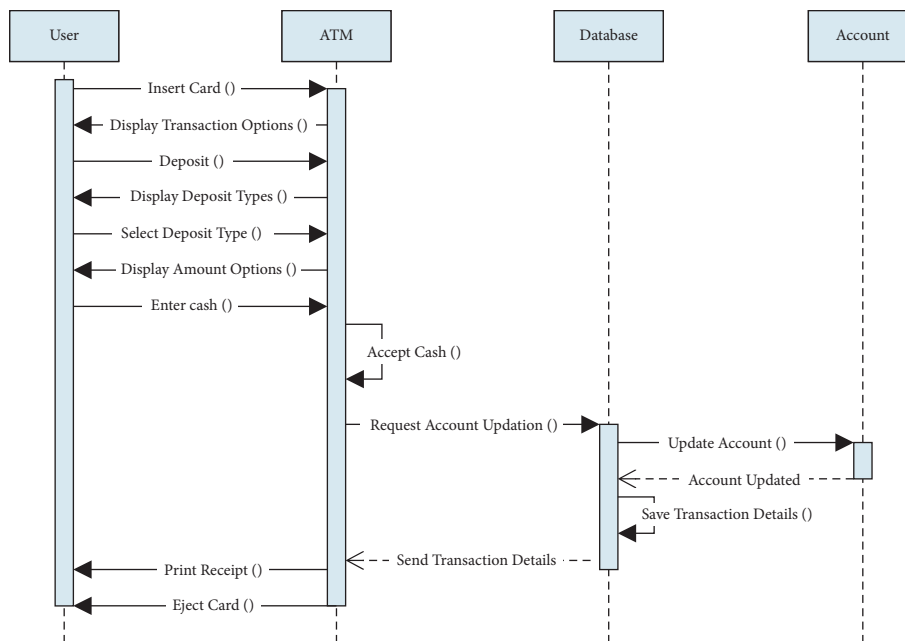 User
ATM
Database
Account
Insert Card ()
Display Transaction Options ()
Deposit ()
Display Deposit Types ()
Select Deposit Type ()
Display Amount Options ()
Enter cash ()
Accept Cash ()
Request Account Updation ()
Update Account ()
Account Updated
Save Transaction Details ()
Send Transaction Details
Print Receipt ()
Eject Card ()